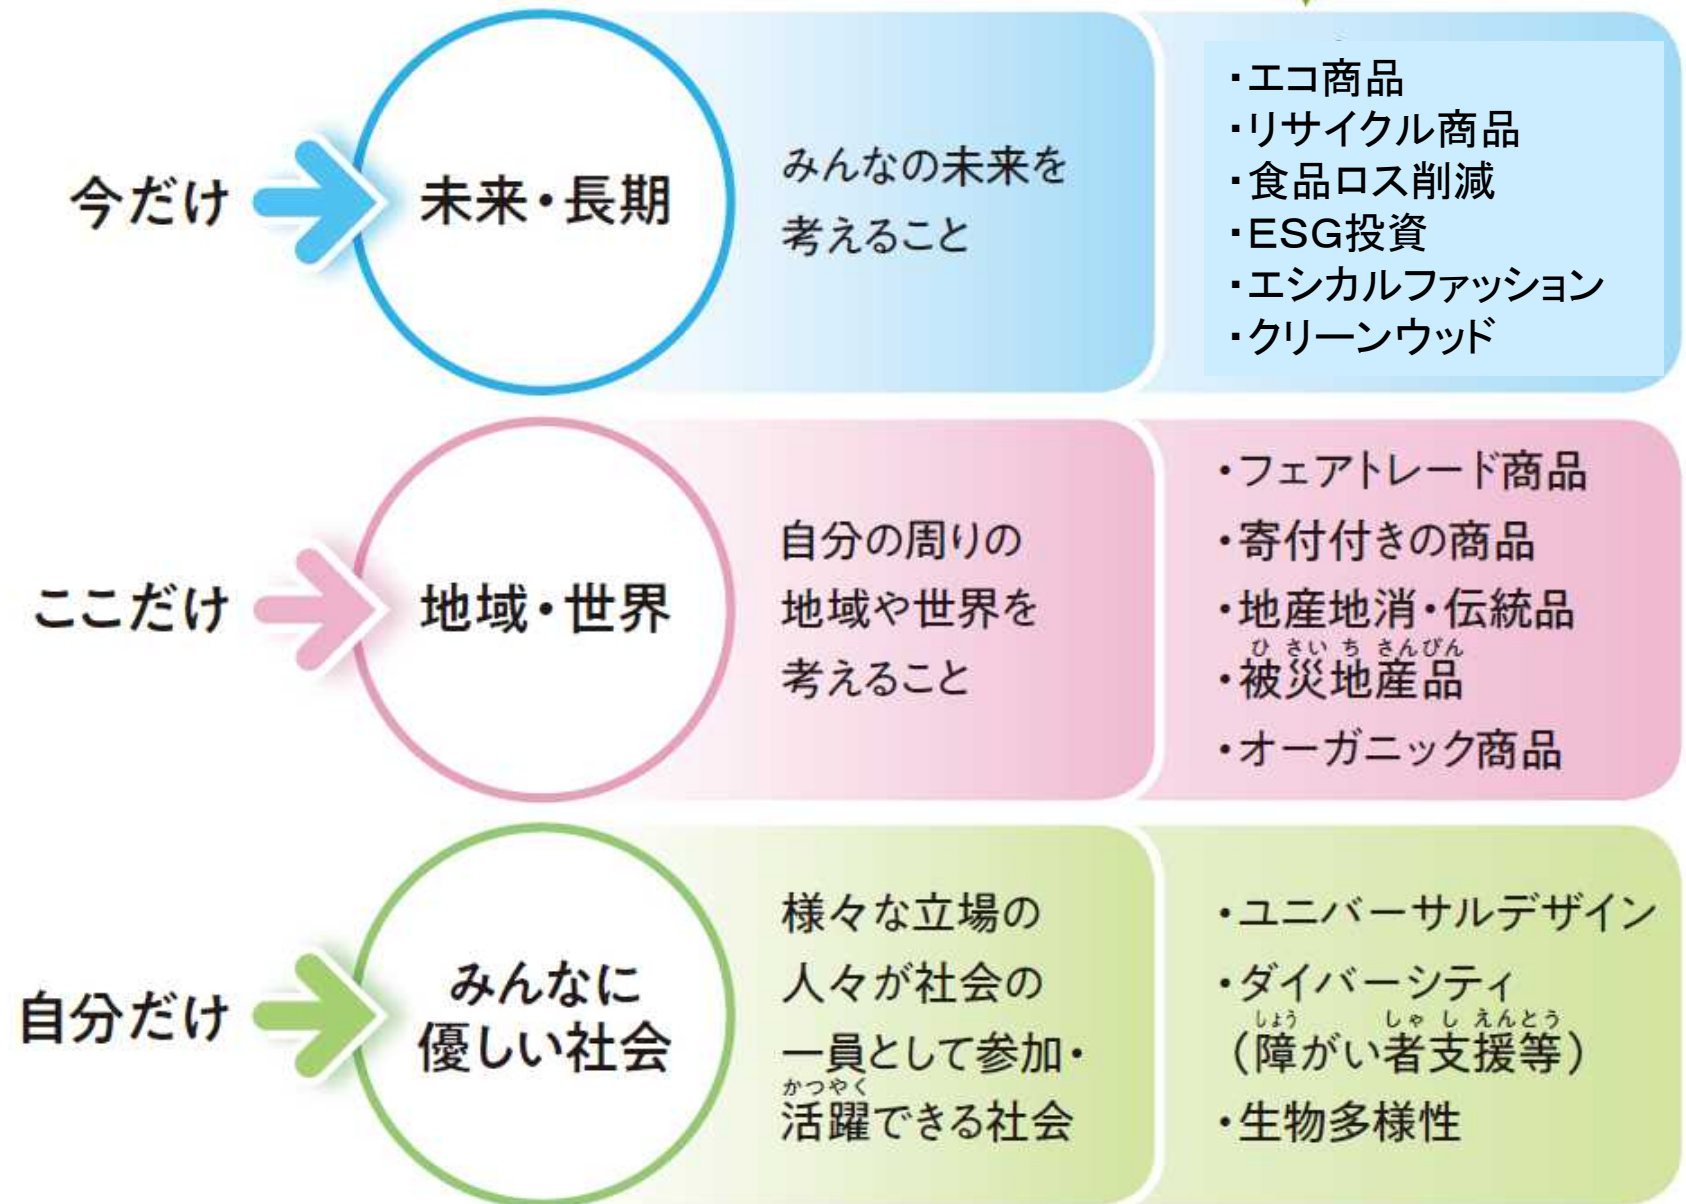 今だけ
未来・長期
みんなの未来を
考えること
・エコ商品
・リサイクル商品
・食品ロス削減
・ESG投資
・エシカルファッション
・クリーンウッド
ここだけ
地域・世界
自分の周りの
地域や世界を
考えること
・フェアトレード商品
・寄付付きの商品
・地産地消・伝統品
ひさいちさんぴん
・被災地産品
・オーガニック商品
自分だけ
みんなに
優しい社会
様々な立場の
人々が社会の
一員として参加・
かつやく
活躍できる社会
・ユニバーサルデザイン
・ダイバーシティ
しょう しゃしえんとう
（障がい者支援等）
・生物多様性